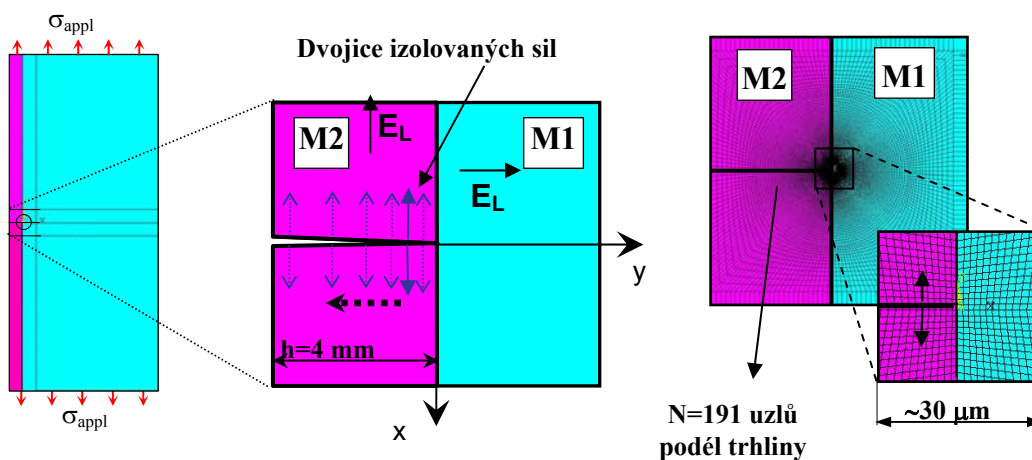 σappl
Dvojice izolovaných sil
M2
EL
M1
EL
y
h=4 mm
x
σappl
M2
M1
N=191 uzlů
podél trhliny
~30 μm